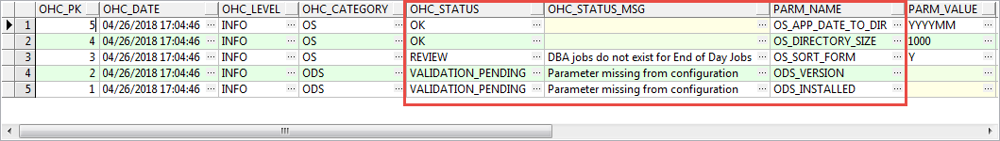 OHC_PK OHC_DATE OHC_LEVEL OHC_CATEGORY OHC_STATUS OHC_STATUS_MSG PARM_NAME PARM_VALUE
1 5 04/26/2018 17:04:46 ... INFO ... OS ... OK ... ... OS_APP_DATE_TO_DIR ... YYYYMM
2 4 04/26/2018 17:04:46 ... INFO ... OS ... OK ... ... OS_DIRECTORY_SIZE ... 1000
3 3 04/26/2018 17:04:46 ... INFO ... OS ... REVIEW ... DBA jobs do not exist for End of Day Jobs ... OS_SORT_FORM ... Y
4 2 04/26/2018 17:04:46 ... INFO ... ODS ... VALIDATION_PENDING ... Parameter missing from configuration ... ODS_VERSION ...
5 1 04/26/2018 17:04:46 ... INFO ... ODS ... VALIDATION_PENDING ... Parameter missing from configuration ... ODS_INSTALLED ...